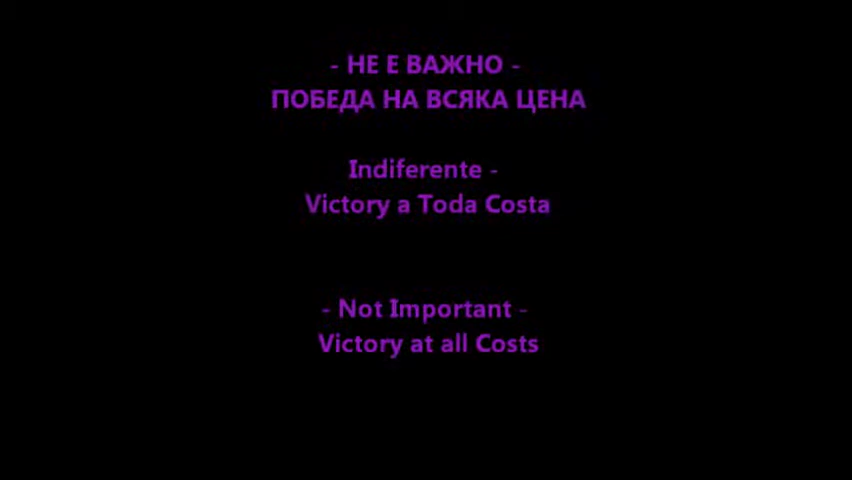 - НЕ Е ВАЖНО -
ПОБЕДА НА ВСЯКА ЦЕНА
Indiferente -
Victory a Toda Costa
- Not Important -
Victory at all Costs